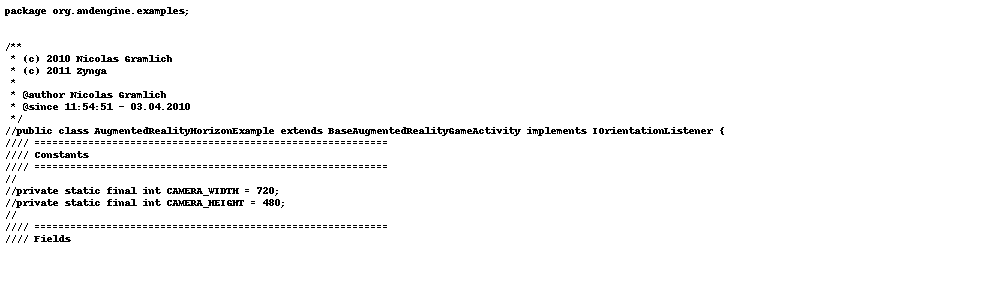 package org.andengine.examples;
/**
 * (c) 2010 Nicolas Gramlich
 * (c) 2011 Zynga
 *
 * @author Nicolas Gramlich
 * @since 11:54:51 - 03.04.2010
 */
//public class AugmentedRealityHorizonExample extends BaseAugmentedRealityGameActivity implements IOrientationListener {
//// ===========================================================
//// Constants
//// ===========================================================
//
//private static final int CAMERA_WIDTH = 720;
//private static final int CAMERA_HEIGHT = 480;
//
//// ===========================================================
//// Fields